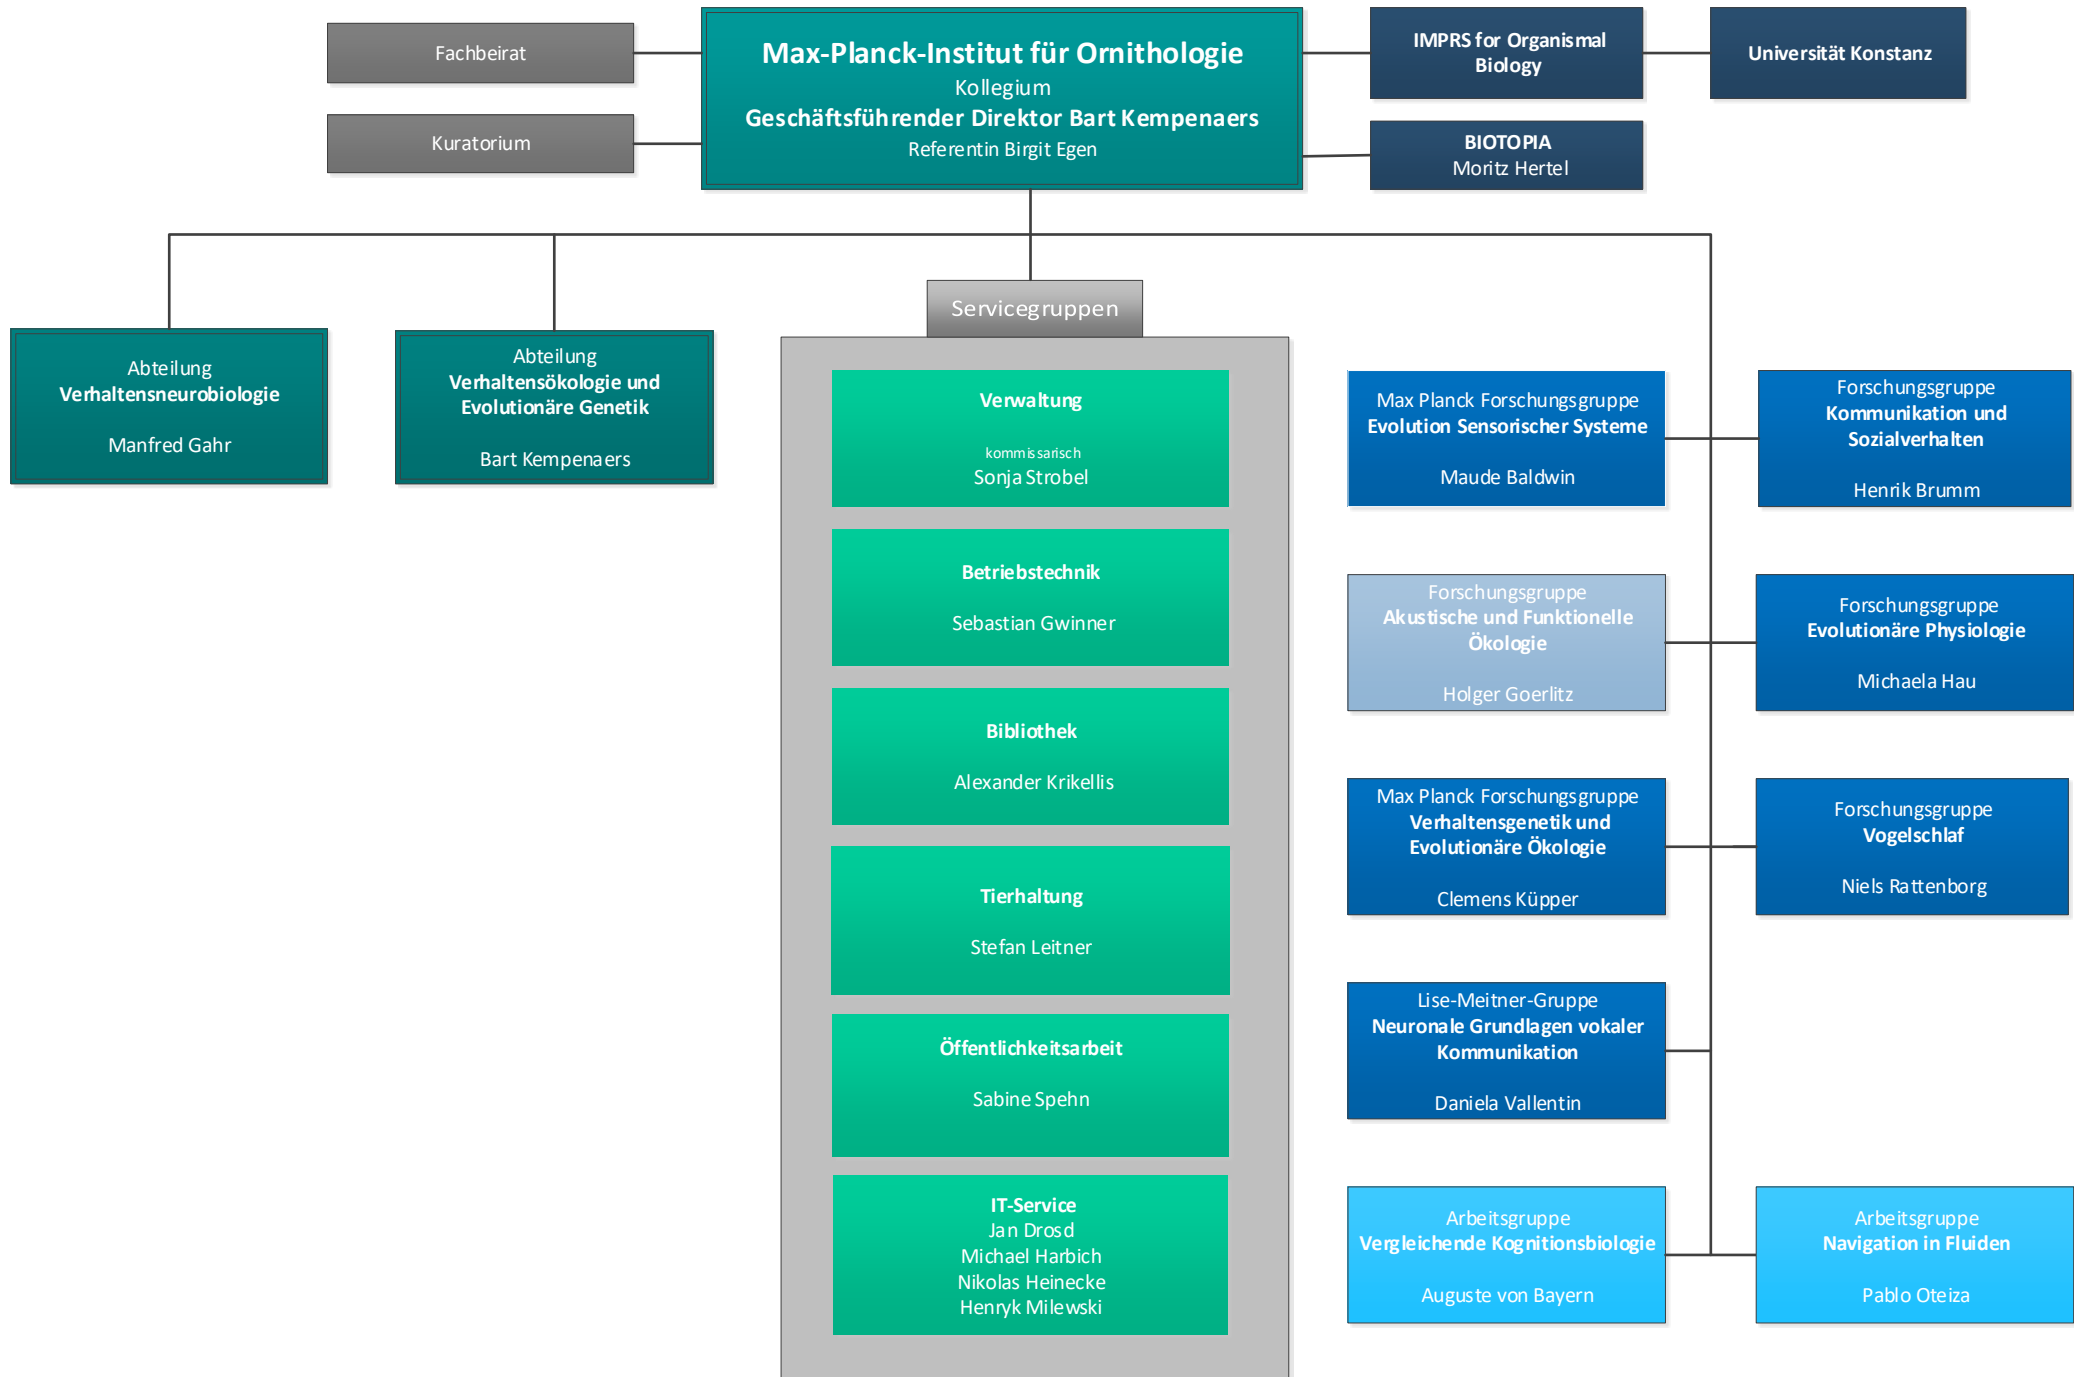 Fachbeirat
Kuratorium
Max-Planck-Institut für Ornithologie
Kollegium
Geschäftsführender Direktor Bart Kempenaers
Referentin Birgit Egen
IMPRS for Organismal
Biology
Universität Konstanz
BIOTOPIA
Moritz Hertel
Abteilung
Verhaltensneurobiologie
Manfred Gahr
Abteilung
Verhaltensökologie und
Evolutionäre Genetik
Bart Kempenaers
Servicegruppen
Verwaltung
kommissarisch
Sonja Strobel
Betriebstechnik
Sebastian Gwinner
Bibliothek
Alexander Krikellis
Tierhaltung
Stefan Leitner
Öffentlichkeitsarbeit
Sabine Spehn
IT-Service
Jan Drosd
Michael Harbich
Nikolas Heinecke
Henryk Milewski
Max Planck Forschungsgruppe
Evolution Sensorischer Systeme
Maude Baldwin
Forschungsgruppe
Kommunikation und
Sozialverhalten
Henrik Brumm
Forschungsgruppe
Akustische und Funktionelle
Ökologie
Holger Goerlitz
Forschungsgruppe
Evolutionäre Physiologie
Michaela Hau
Max Planck Forschungsgruppe
Verhaltensgenetik und
Evolutionäre Ökologie
Clemens Küpper
Forschungsgruppe
Vogelschlaf
Niels Rattenborg
Lise-Meitner-Gruppe
Neuronale Grundlagen vokaler
Kommunikation
Daniela Vallentin
Arbeitsgruppe
Vergleichende Kognitionsbiologie
Auguste von Bayern
Arbeitsgruppe
Navigation in Fluiden
Pablo Oteiza